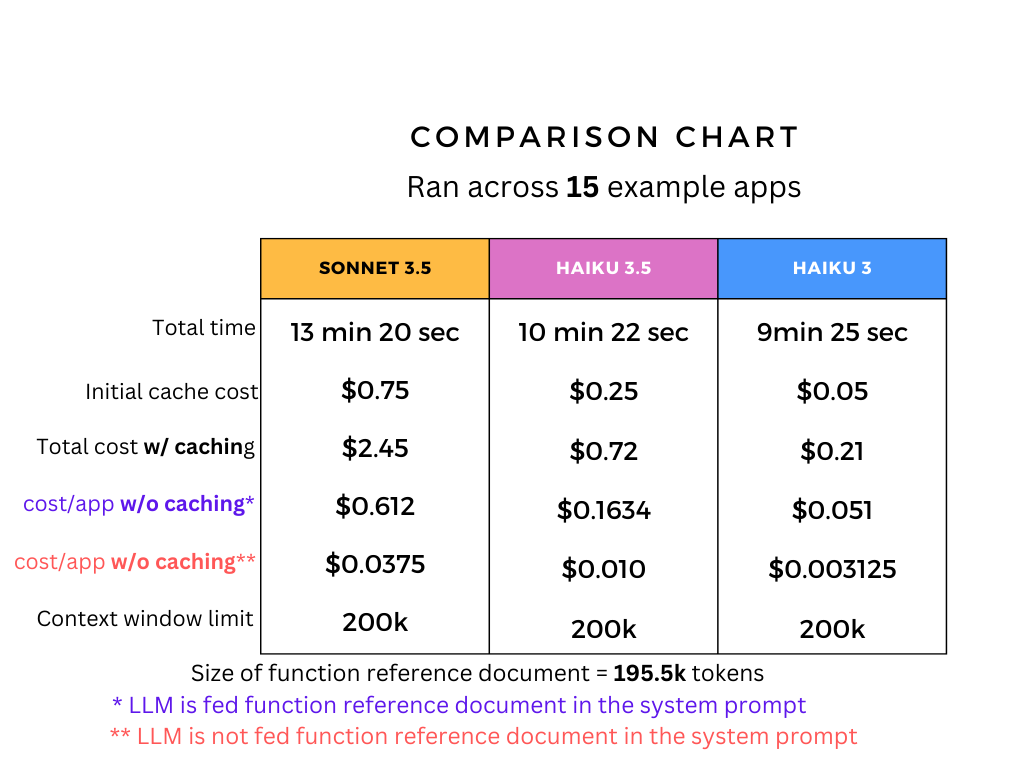 COMPARISON CHART
Ran across 15 example apps
SONNET 3.5 HAIKU 3.5 HAIKU 3
Total time 13 min 20 sec 10 min 22 sec 9min 25 sec
Initial cache cost $0.75 $0.25 $0.05
Total cost w/ caching $2.45 $0.72 $0.21
cost/app w/o caching* $0.612 $0.1634 $0.051
cost/app w/o caching** $0.0375 $0.010 $0.003125
Context window limit 200k 200k 200k
Size of function reference document = 195.5k tokens
* LLM is fed function reference document in the system prompt
** LLM is not fed function reference document in the system prompt